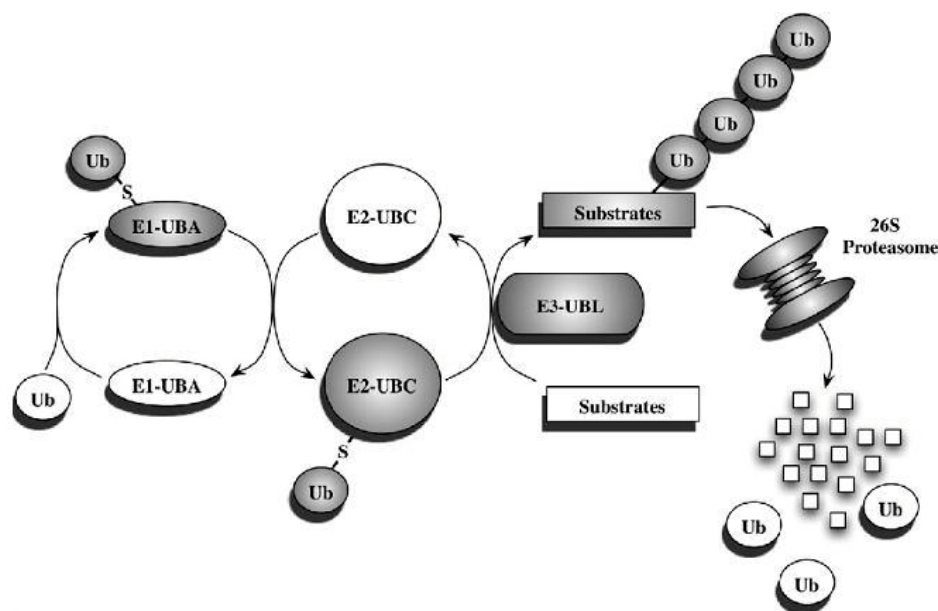 Ub
Ub
Ub
Ub
Ub
S
E1-UBA
E2-UBC
Substrates
26S
Proteasome
E3-UBL
Ub
E1-UBA
E2-UBC
Substrates
S
Ub
Ub
Ub
Ub